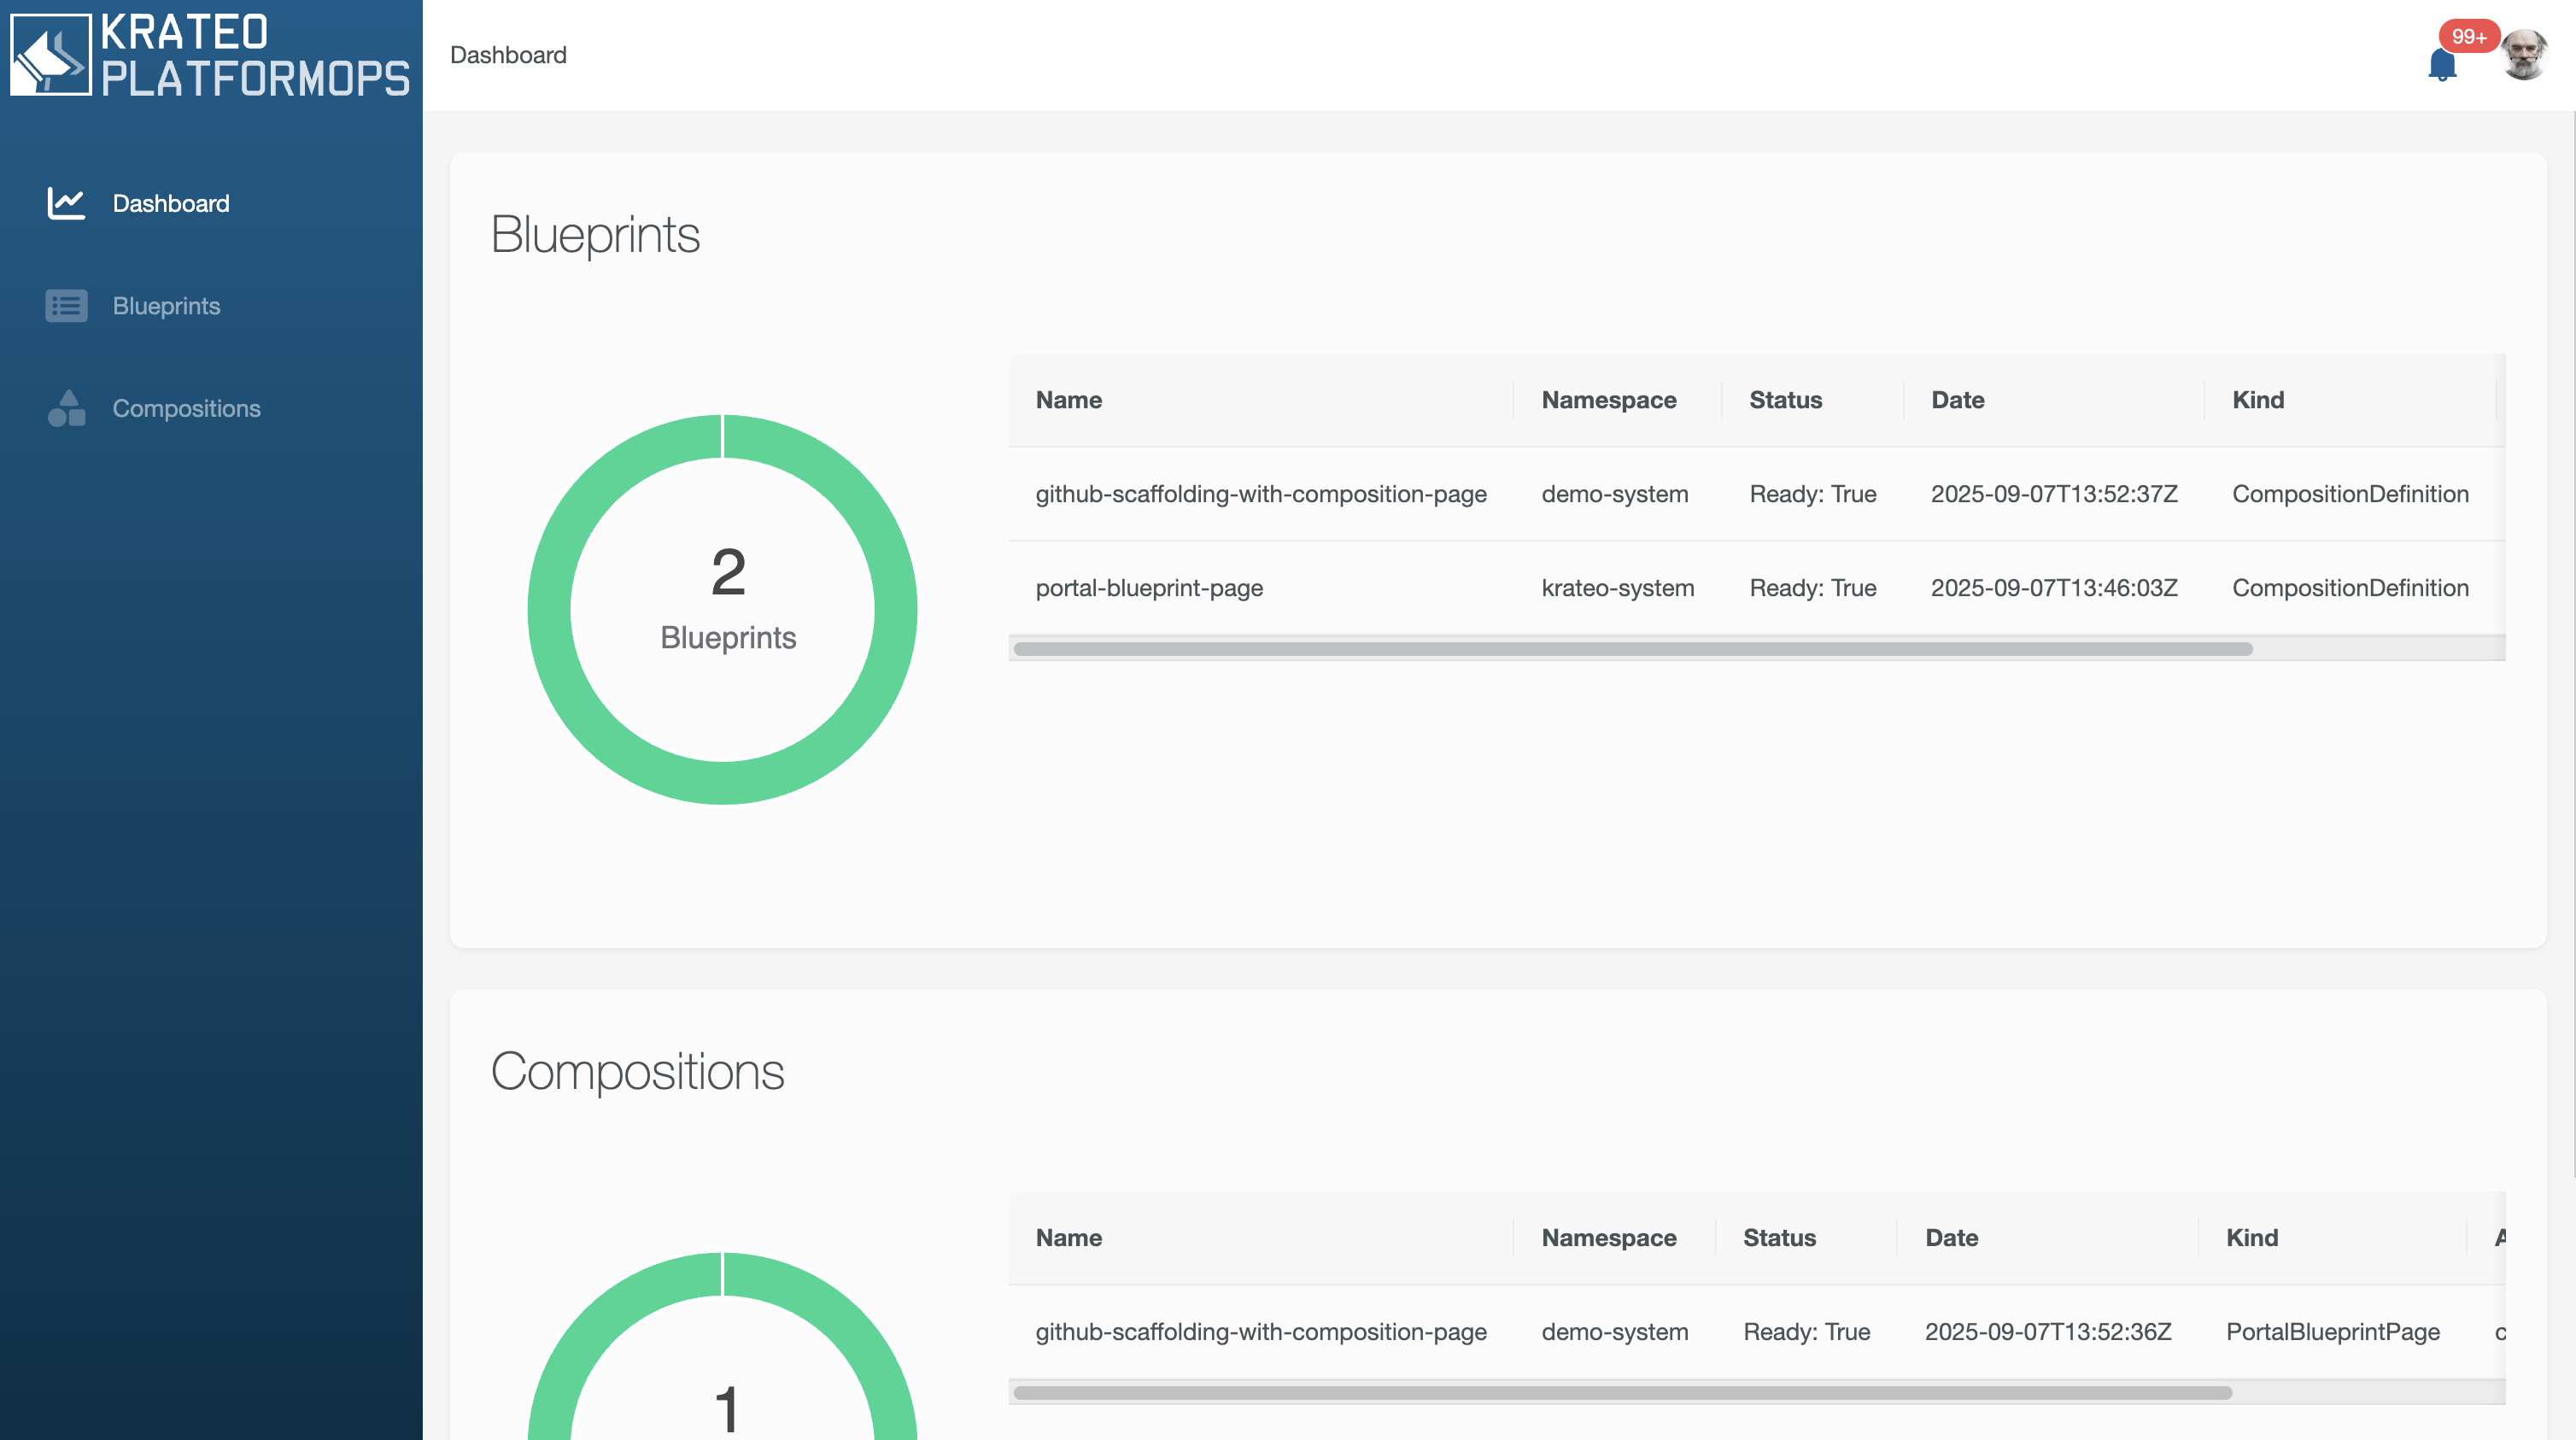 KRATEO
PLATFORMOPS
Dashboard
99+
Dashboard
Blueprints
Compositions
Blueprints
2
Blueprints
Name Namespace Status Date Kind
github-scaffolding-with-composition-page demo-system Ready: True 2025-09-07T13:52:37Z CompositionDefinition
portal-blueprint-page krateo-system Ready: True 2025-09-07T13:46:03Z CompositionDefinition
Compositions
1
Name Namespace Status Date Kind
github-scaffolding-with-composition-page demo-system Ready: True 2025-09-07T13:52:36Z PortalBlueprintPage